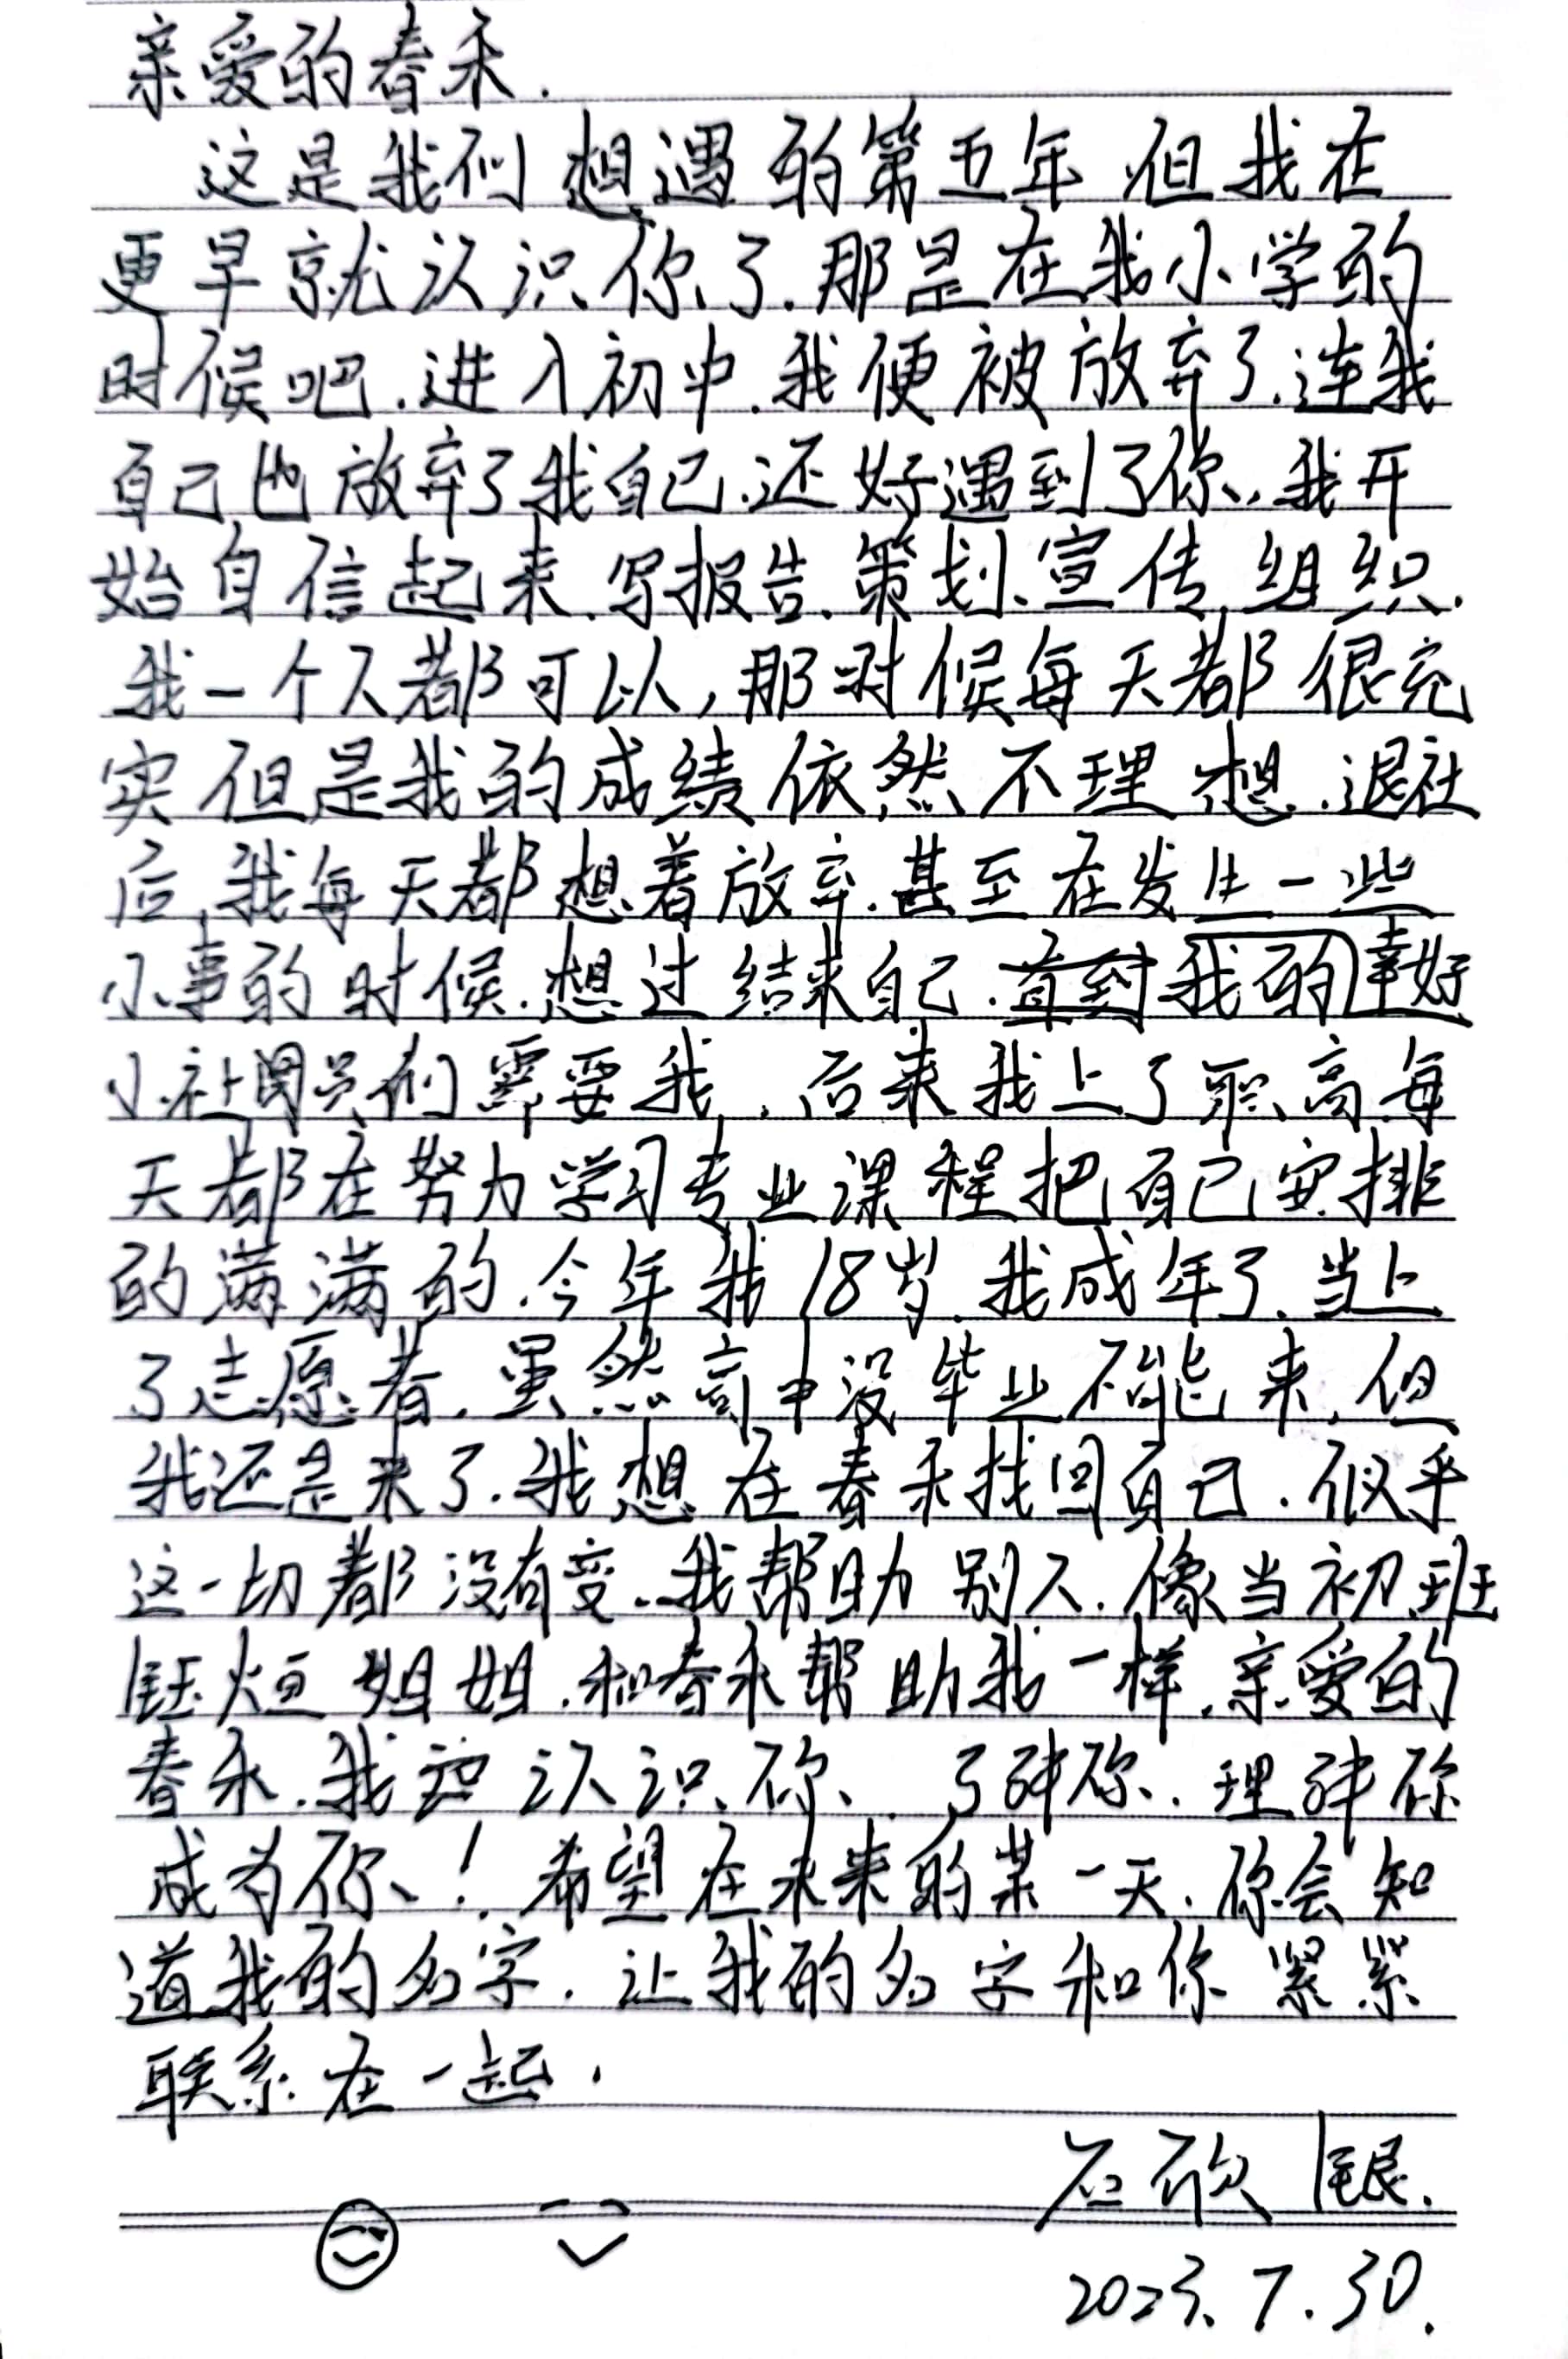 亲爱的春禾.
这是我们想遇的第五年 但我在
更早就认识你了.那是在我小学的
时候吧.进入初中.我便被放弃了.连我
自己也放弃了我自己.还好遇到了你.我开
始自信起来.写报告.策划、宣传.组织.
我一个人都可以,那时候每天都很充
实但是我的成绩依然不理想.退社
后,我每天都想着放弃.甚至在发生一些
小事的时候.想过结束自己.直到我的幸好
小社团员们需要我.后来我上了职高每
天都在努力学习专业课程把自己安排
的满满的.今年我18岁.我成年了.当上
了志愿者.虽然高中没毕业不能来,但
我还是来了.我想在春禾找回自己.似乎
这一切都没有变.我帮助别人.像当初班
钰烜姐姐.和春禾帮助我一样.亲爱的
春禾.我认识你、了解你、理解你
成为你、!希望在未来的某一天.你会知
道我的名字.让我的名字和你紧紧
联系在一起.
石欣银.
2023.7.30.